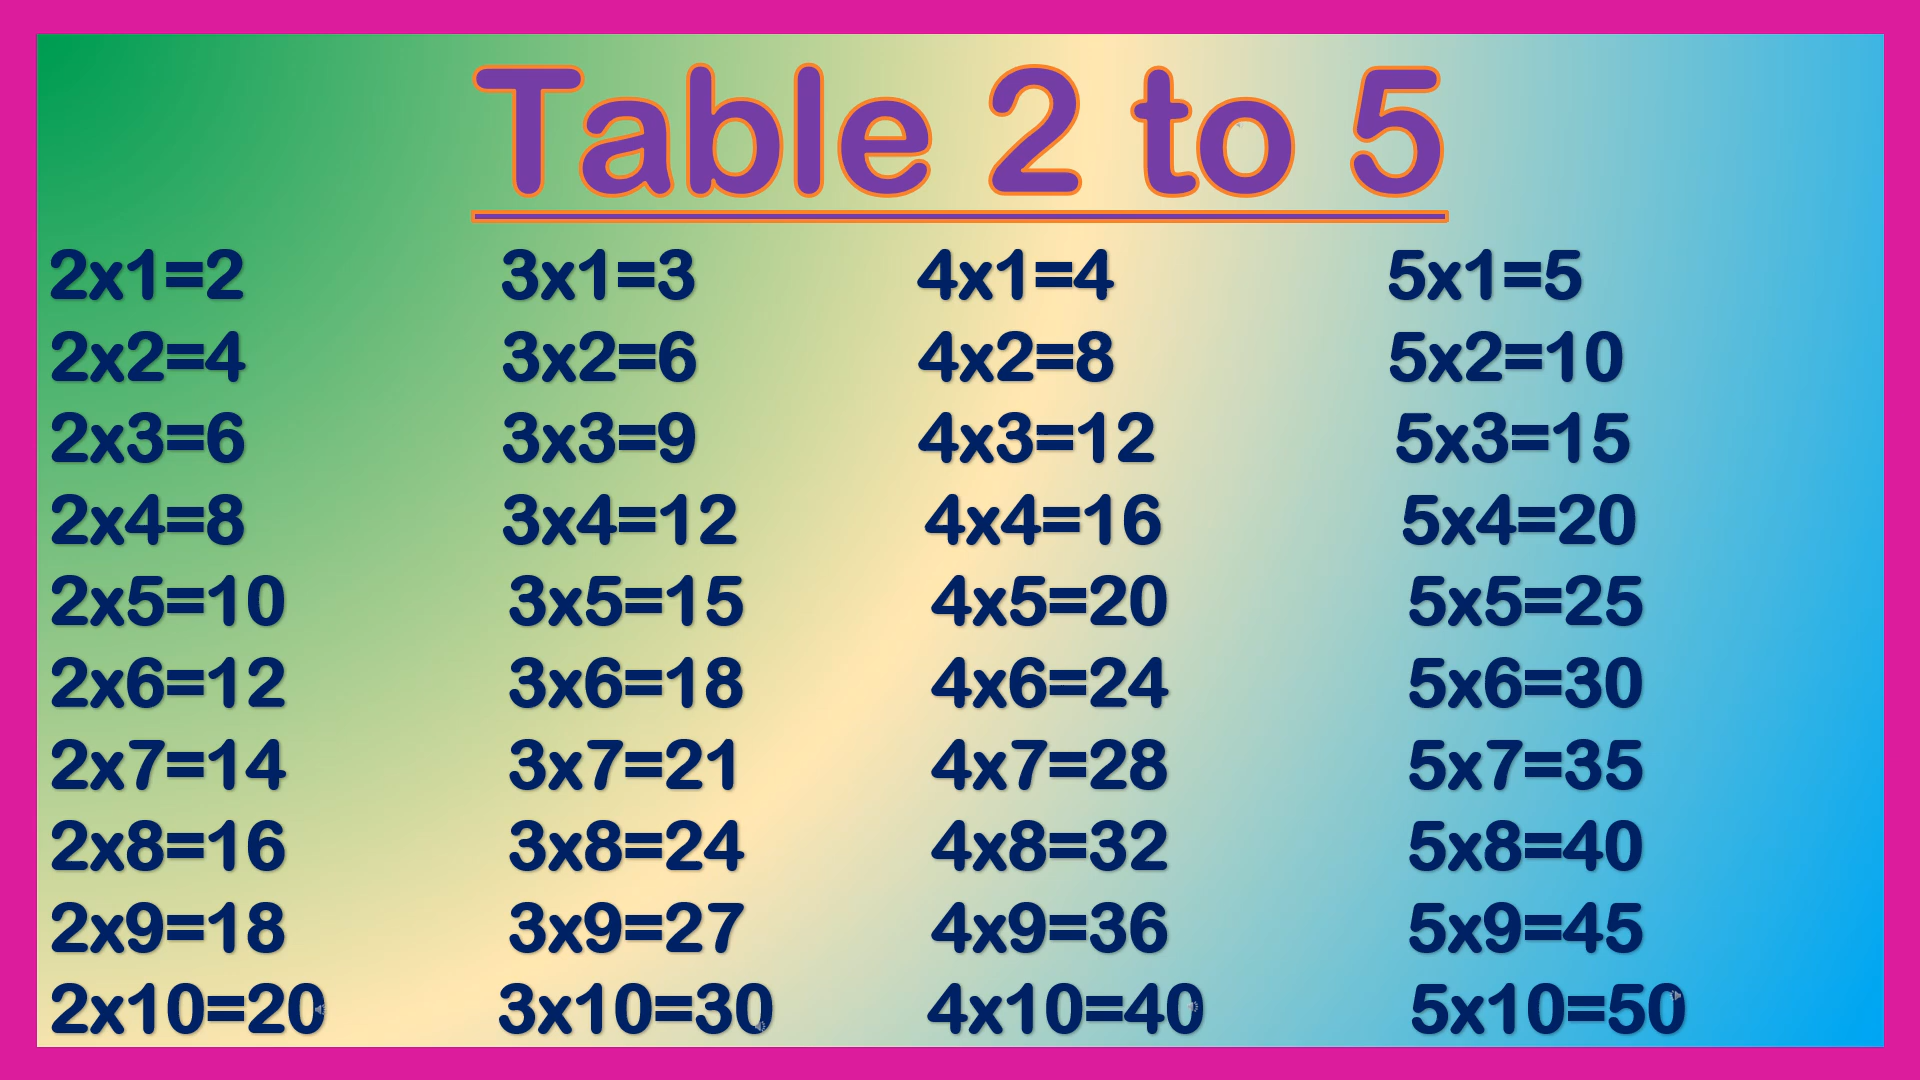 Table 2 to 5
2x1=2 3x1=3 4x1=4 5x1=5
2x2=4 3x2=6 4x2=8 5x2=10
2x3=6 3x3=9 4x3=12 5x3=15
2x4=8 3x4=12 4x4=16 5x4=20
2x5=10 3x5=15 4x5=20 5x5=25
2x6=12 3x6=18 4x6=24 5x6=30
2x7=14 3x7=21 4x7=28 5x7=35
2x8=16 3x8=24 4x8=32 5x8=40
2x9=18 3x9=27 4x9=36 5x9=45
2x10=20 3x10=30 4x10=40 5x10=50